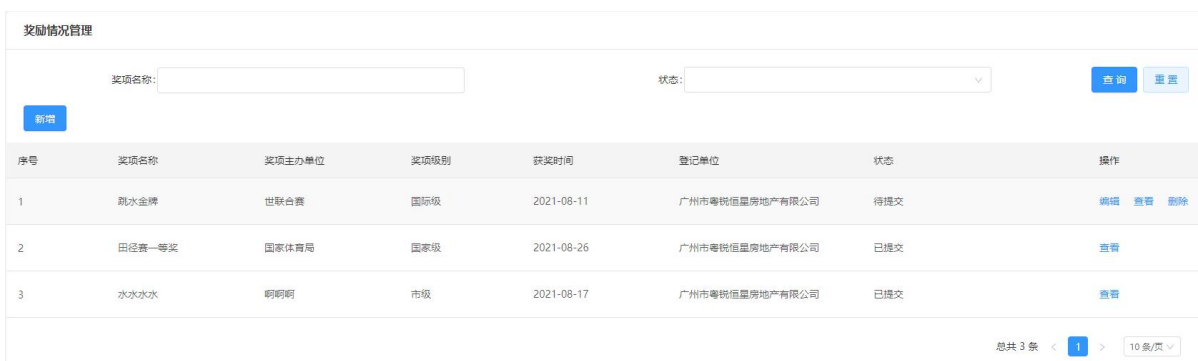 奖励情况管理
奖项名称: 状态: 查询 重置
新增
序号 奖项名称 奖项主办单位 奖项级别 获奖时间 登记单位 状态 操作
1 跳水金牌 世联合赛 国际级 2021-08-11 广州市粤锐恒星房地产有限公司 待提交 编辑 查看 删除
2 田径赛一等奖 国家体育局 国家级 2021-08-26 广州市粤锐恒星房地产有限公司 已提交 查看
3 水水水水 啊啊啊 市级 2021-08-17 广州市粤锐恒星房地产有限公司 已提交 查看
总共 3 条 < 1 > 10 条/页